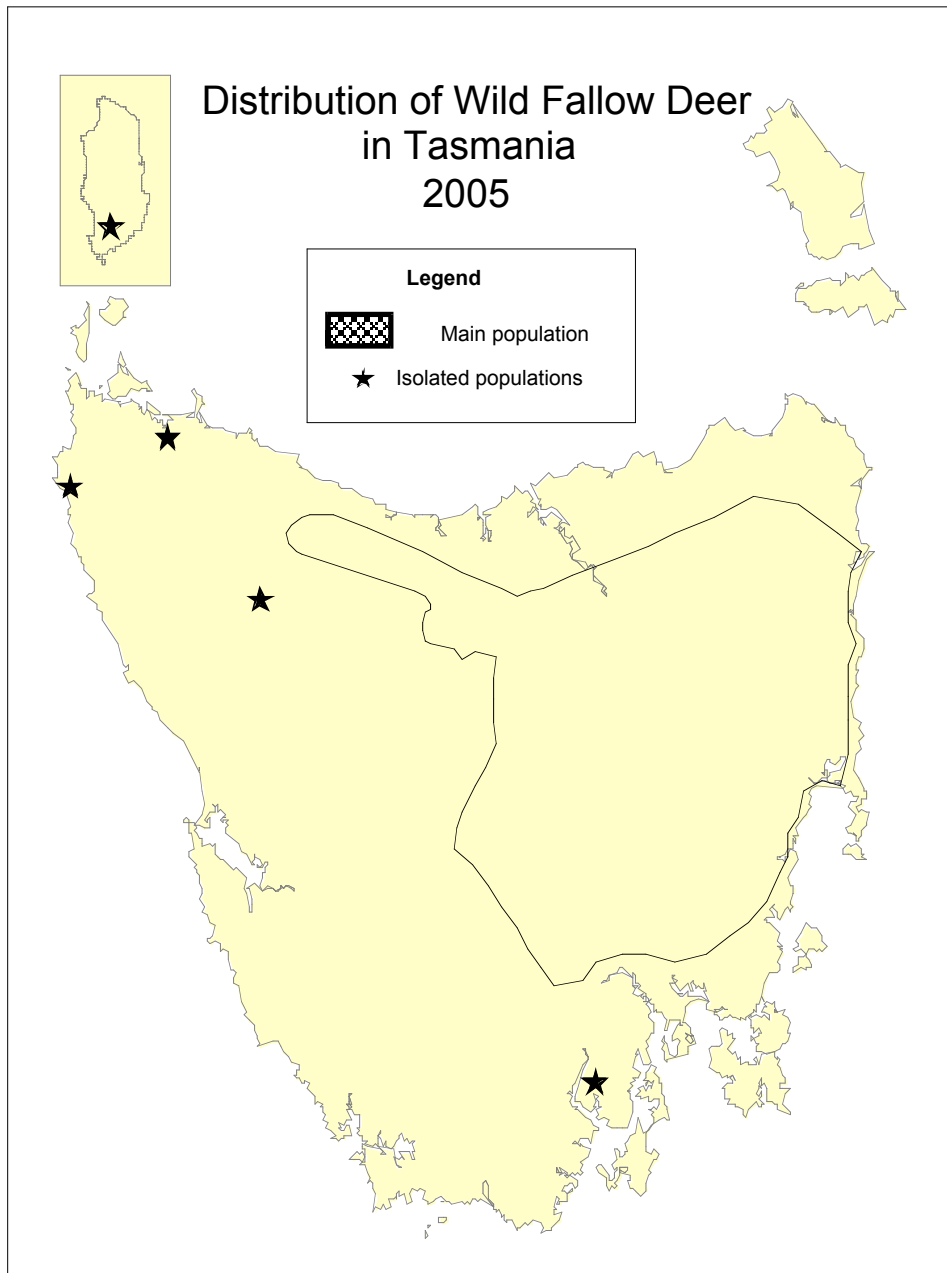 Distribution of Wild Fallow Deer
in Tasmania
2005
Legend
Main population
Isolated populations